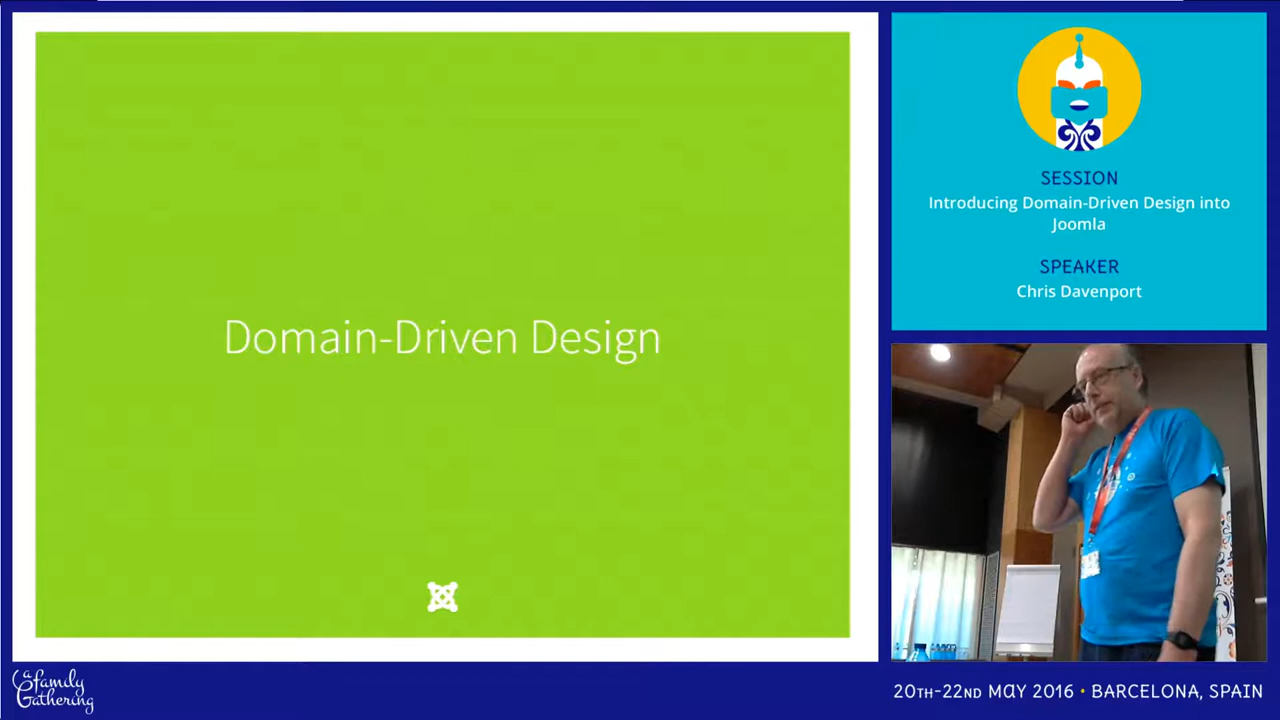 Domain-Driven Design
SESSION
Introducing Domain-Driven Design into
Joomla
SPEAKER
Chris Davenport
a family
Gathering
20TH-22ND MAY 2016 • BARCELONA, SPAIN